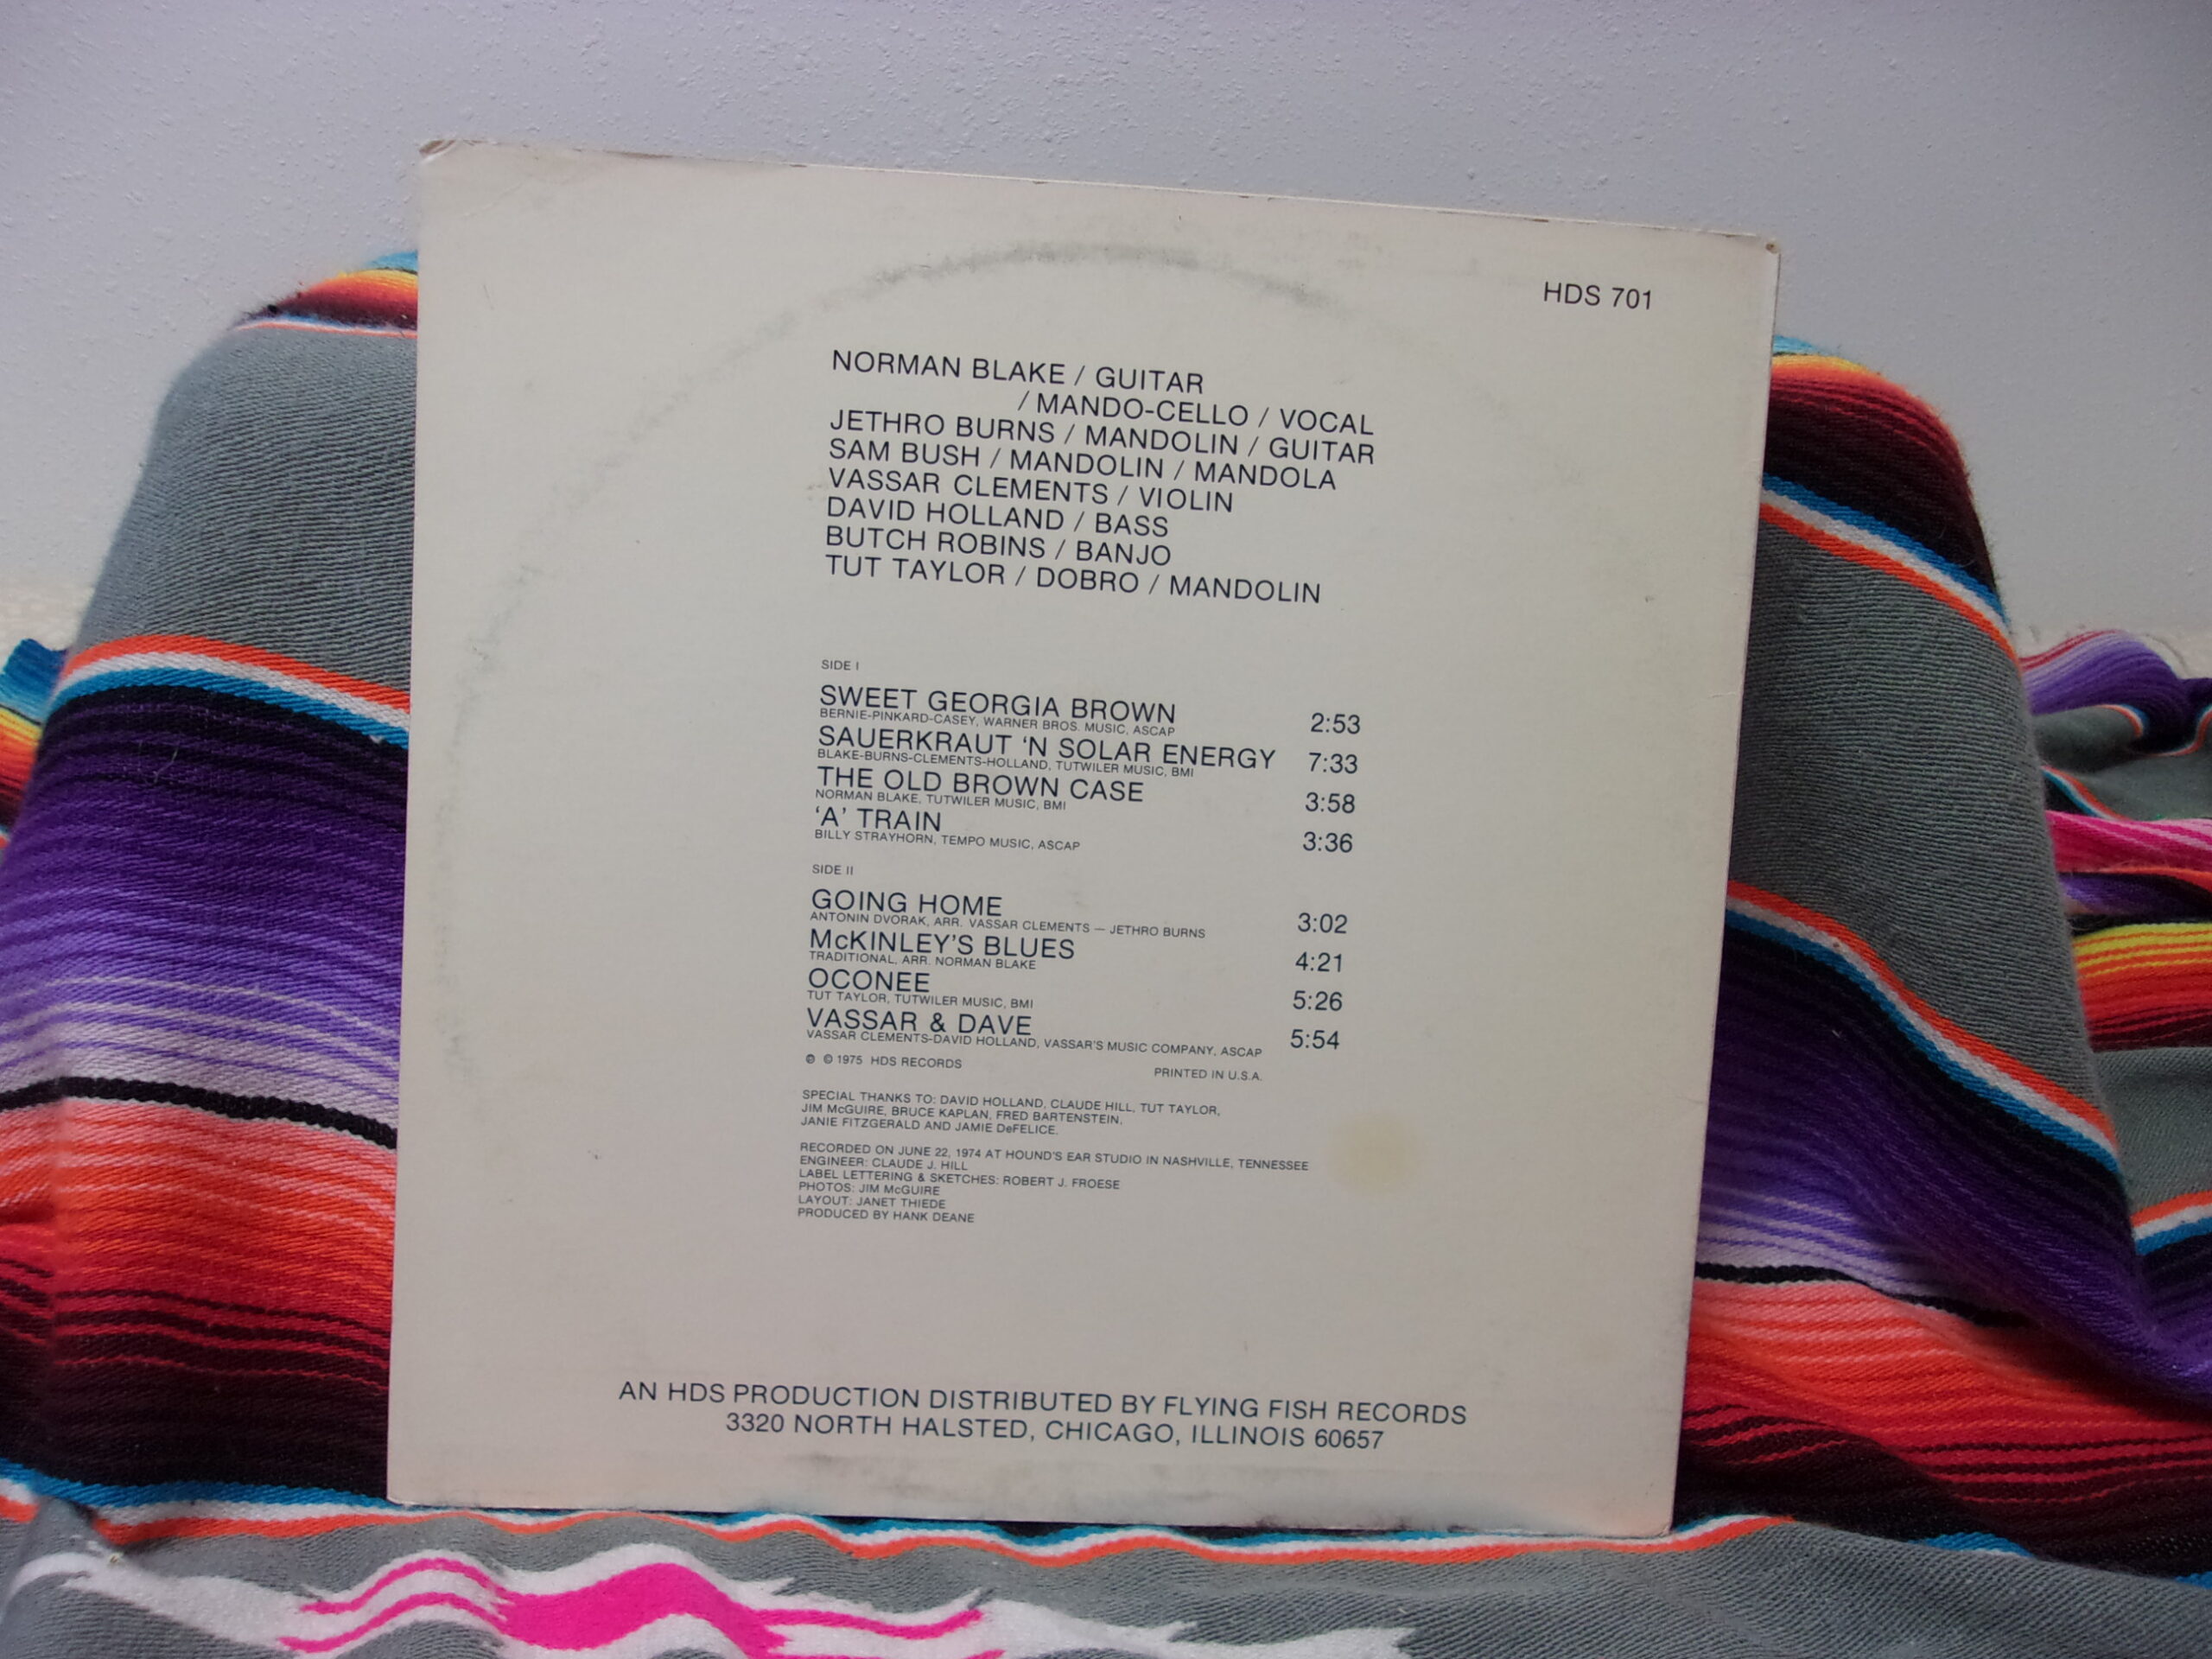 HDS 701
NORMAN BLAKE / GUITAR
/ MANDO-CELLO / VOCAL
JETHRO BURNS / MANDOLIN / GUITAR
SAM BUSH / MANDOLIN / MANDOLA
VASSAR CLEMENTS / VIOLIN
DAVID HOLLAND / BASS
BUTCH ROBINS / BANJO
TUT TAYLOR / DOBRO / MANDOLIN
SIDE I
SWEET GEORGIA BROWN 2:53
BERNIE-PINKARD-CASEY, WARNER BROS. MUSIC, ASCAP
SAUERKRAUT 'N SOLAR ENERGY 7:33
BLAKE-BURNS-CLEMENTS-HOLLAND, TUTWILER MUSIC, BMI
THE OLD BROWN CASE 3:58
NORMAN BLAKE, TUTWILER MUSIC, BMI
'A' TRAIN 3:36
BILLY STRAYHORN, TEMPO MUSIC, ASCAP
SIDE II
GOING HOME 3:02
ANTONIN DVORAK, ARR. VASSAR CLEMENTS — JETHRO BURNS
McKINLEY'S BLUES 4:21
TRADITIONAL, ARR. NORMAN BLAKE
OCONEE 5:26
TUT TAYLOR, TUTWILER MUSIC, BMI
VASSAR & DAVE 5:54
VASSAR CLEMENTS-DAVID HOLLAND, VASSAR'S MUSIC COMPANY, ASCAP
℗ © 1975 HDS RECORDS
PRINTED IN U.S.A.
SPECIAL THANKS TO: DAVID HOLLAND, CLAUDE HILL, TUT TAYLOR,
JIM McGUIRE, BRUCE KAPLAN, FRED BARTENSTEIN,
JANIE FITZGERALD AND JAMIE DeFELICE.
RECORDED ON JUNE 22, 1974 AT HOUND'S EAR STUDIO IN NASHVILLE, TENNESSEE
ENGINEER: CLAUDE J. HILL
LABEL LETTERING & SKETCHES: ROBERT J. FROESE
PHOTOS: JIM McGUIRE
LAYOUT: JANET THIEDE
PRODUCED BY HANK DEANE
AN HDS PRODUCTION DISTRIBUTED BY FLYING FISH RECORDS
3320 NORTH HALSTED, CHICAGO, ILLINOIS 60657